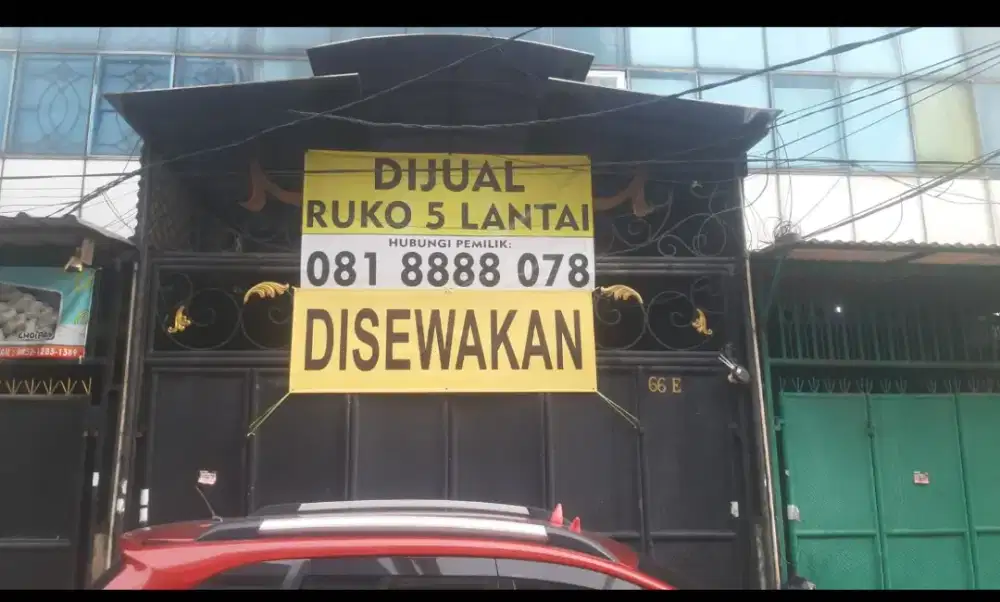 DIJUAL
RUKO 5 LANTAI
HUBUNGI PEMILIK:
081 8888 078
DISEWAKAN
66 E